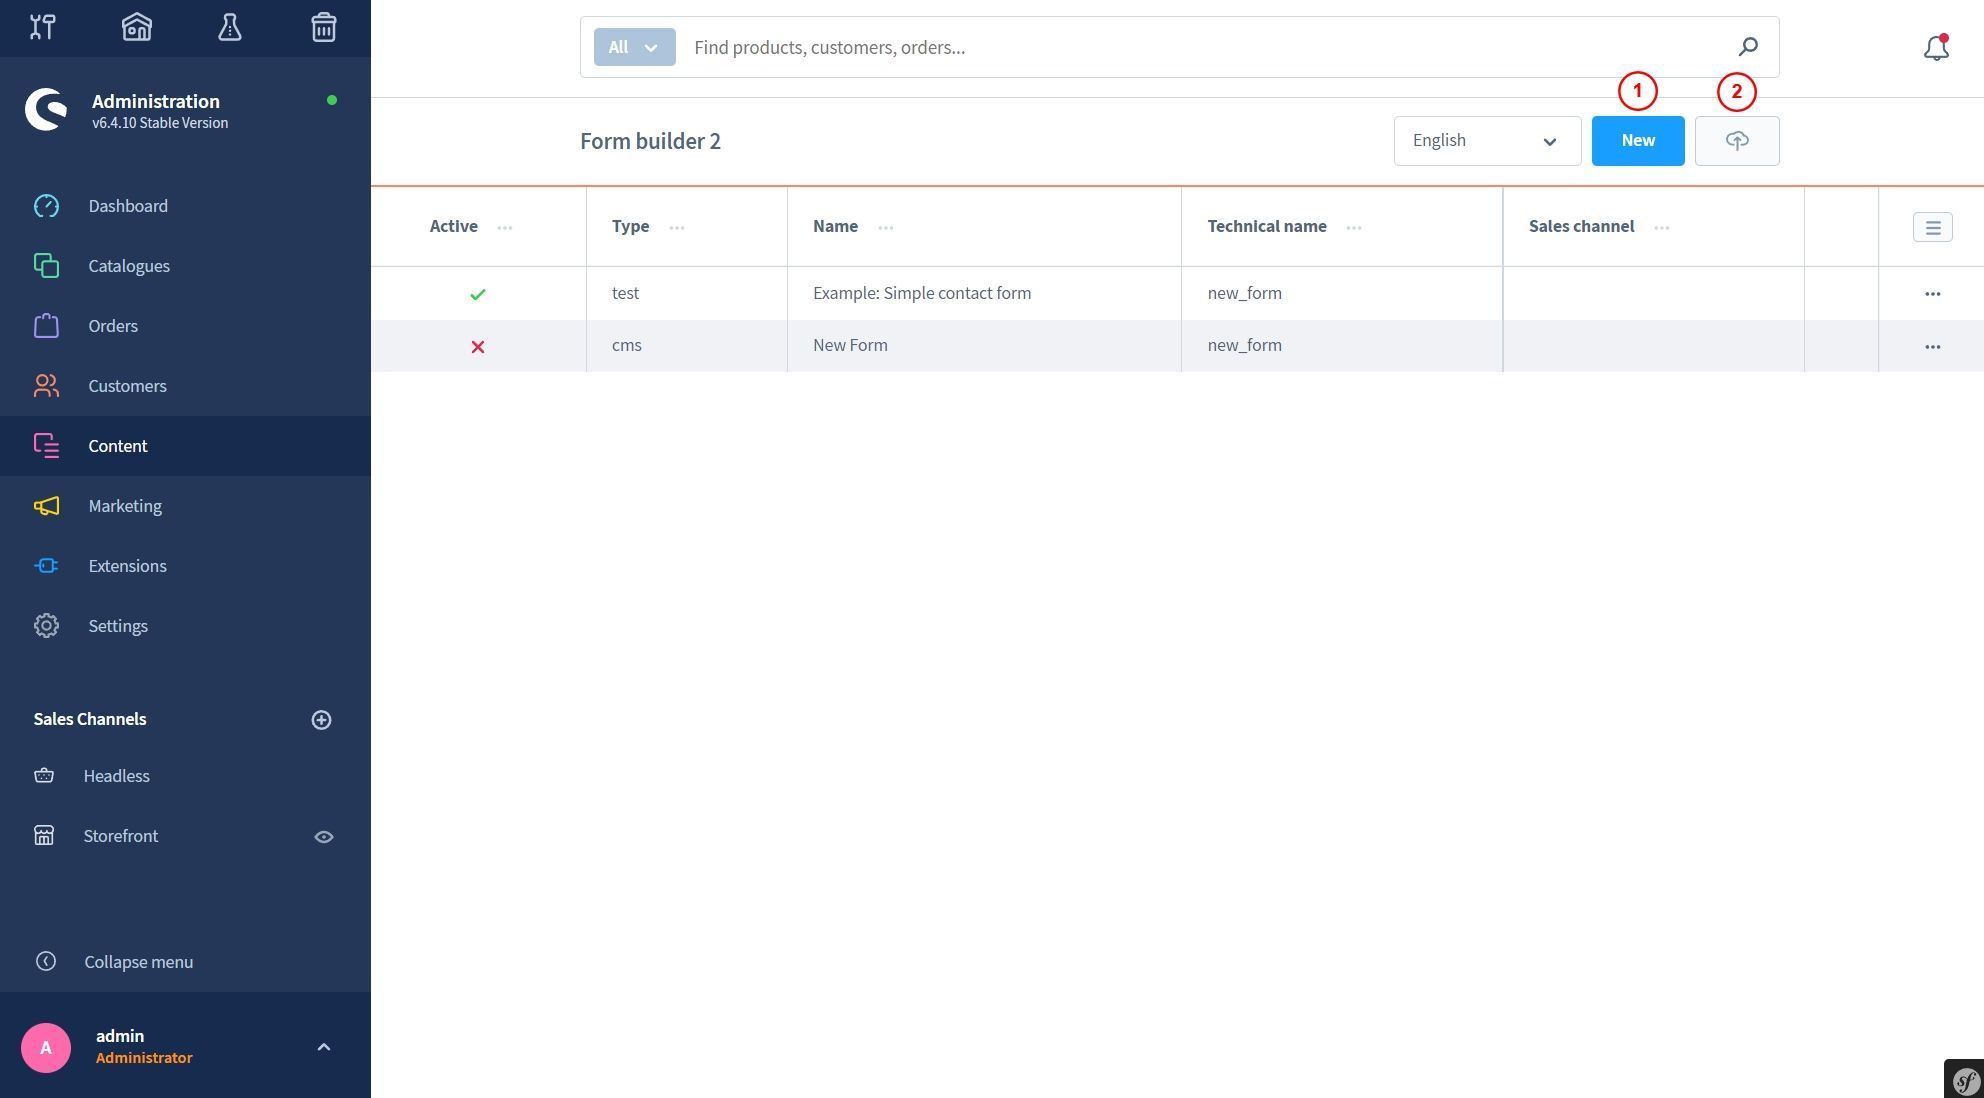 Administration
v6.4.10 Stable Version
Dashboard
Catalogues
Orders
Customers
Content
Marketing
Extensions
Settings
Sales Channels
Headless
Storefront
Collapse menu
A
admin
Administrator
All
Find products, customers, orders...
1
2
Form builder 2
English
New
Active
Type
Name
Technical name
Sales channel
test
Example: Simple contact form
new_form
cms
New Form
new_form
sf